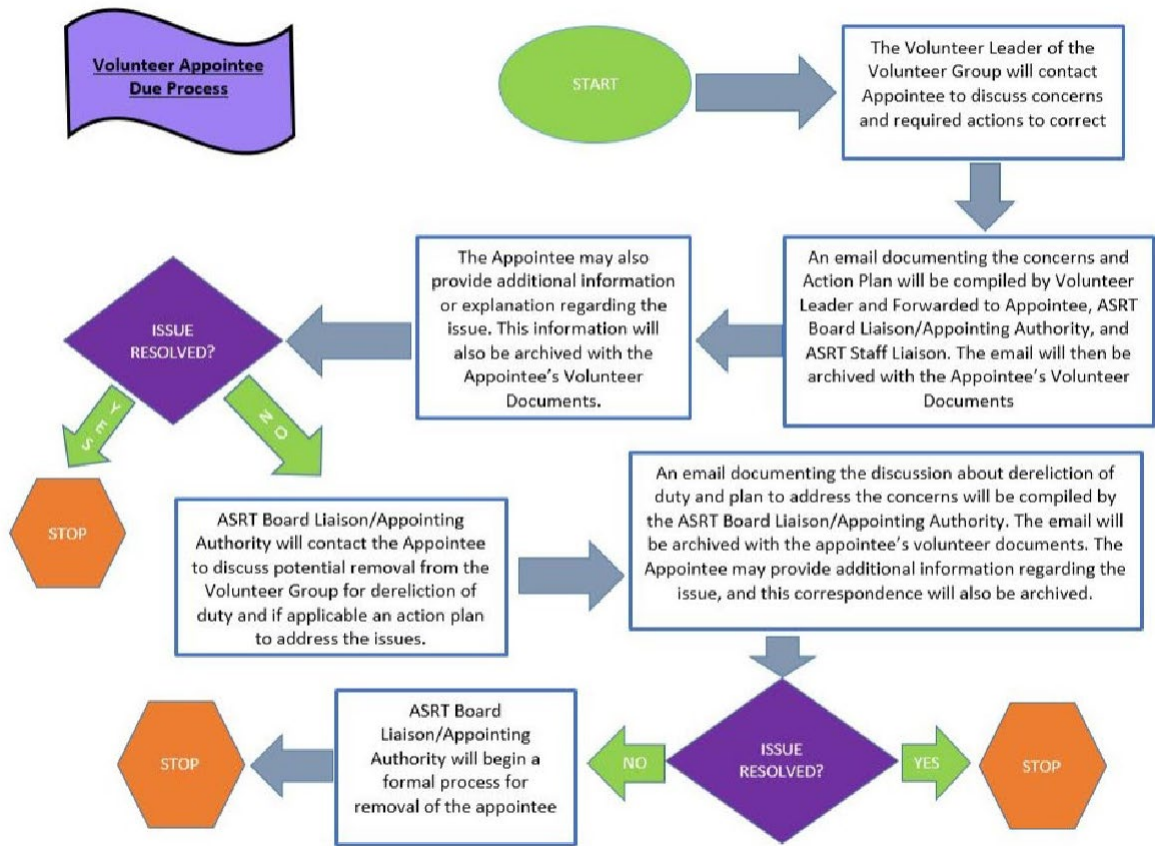 Volunteer Appointee
Due Process
START
The Volunteer Leader of the
Volunteer Group will contact
Appointee to discuss concerns
and required actions to correct
An email documenting the concerns and
Action Plan will be compiled by Volunteer
Leader and Forwarded to Appointee, ASRT
Board Liaison/Appointing Authority, and
ASRT Staff Liaison. The email will then be
archived with the Appointee's Volunteer
Documents
The Appointee may also
provide additional information
or explanation regarding the
issue. This information will
also be archived with the
Appointee's Volunteer
Documents.
ISSUE
RESOLVED?
YES
NO
STOP
ASRT Board Liaison/Appointing
Authority will contact the Appointee
to discuss potential removal from the
Volunteer Group for dereliction of
duty and if applicable an action plan
to address the issues.
An email documenting the discussion about dereliction of
duty and plan to address the concerns will be compiled by
the ASRT Board Liaison/Appointing Authority. The email will
be archived with the appointee's volunteer documents. The
Appointee may provide additional information regarding the
issue, and this correspondence will also be archived.
ISSUE
RESOLVED?
NO
YES
STOP
ASRT Board
Liaison/Appointing
Authority will begin a
formal process for
removal of the appointee
STOP